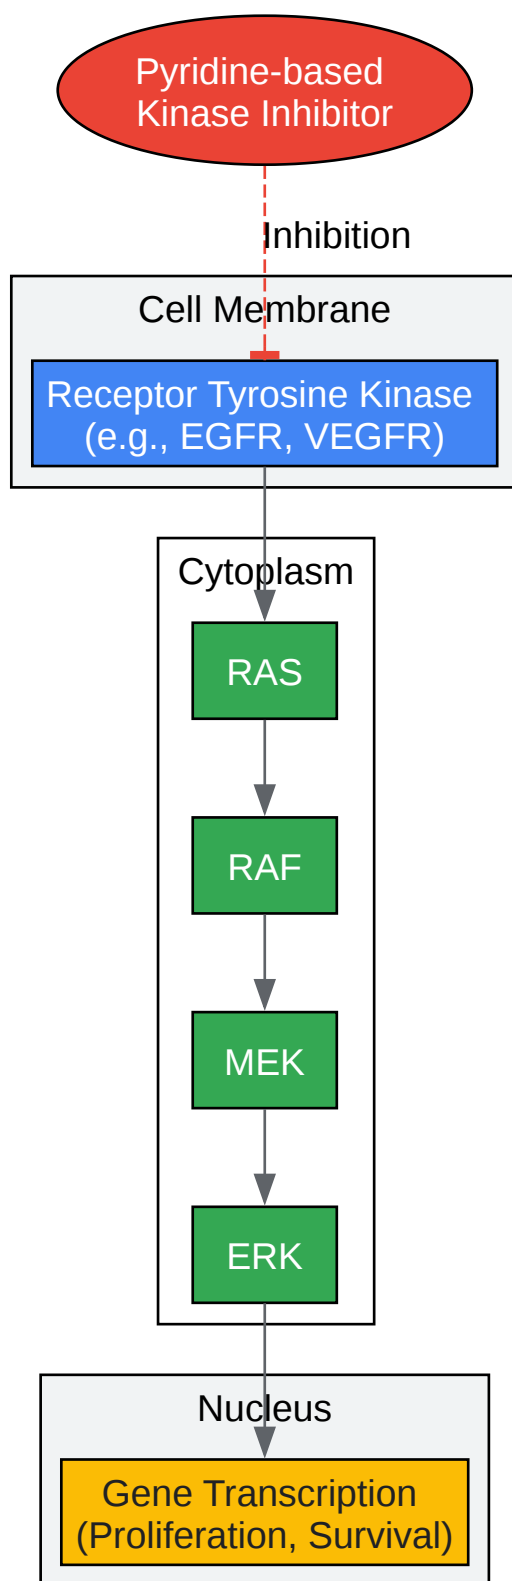 Pyridine-based
Kinase Inhibitor
Inhibition
Cell Membrane
Receptor Tyrosine Kinase
(e.g., EGFR, VEGFR)
Cytoplasm
RAS
RAF
MEK
ERK
Nucleus
Gene Transcription
(Proliferation, Survival)